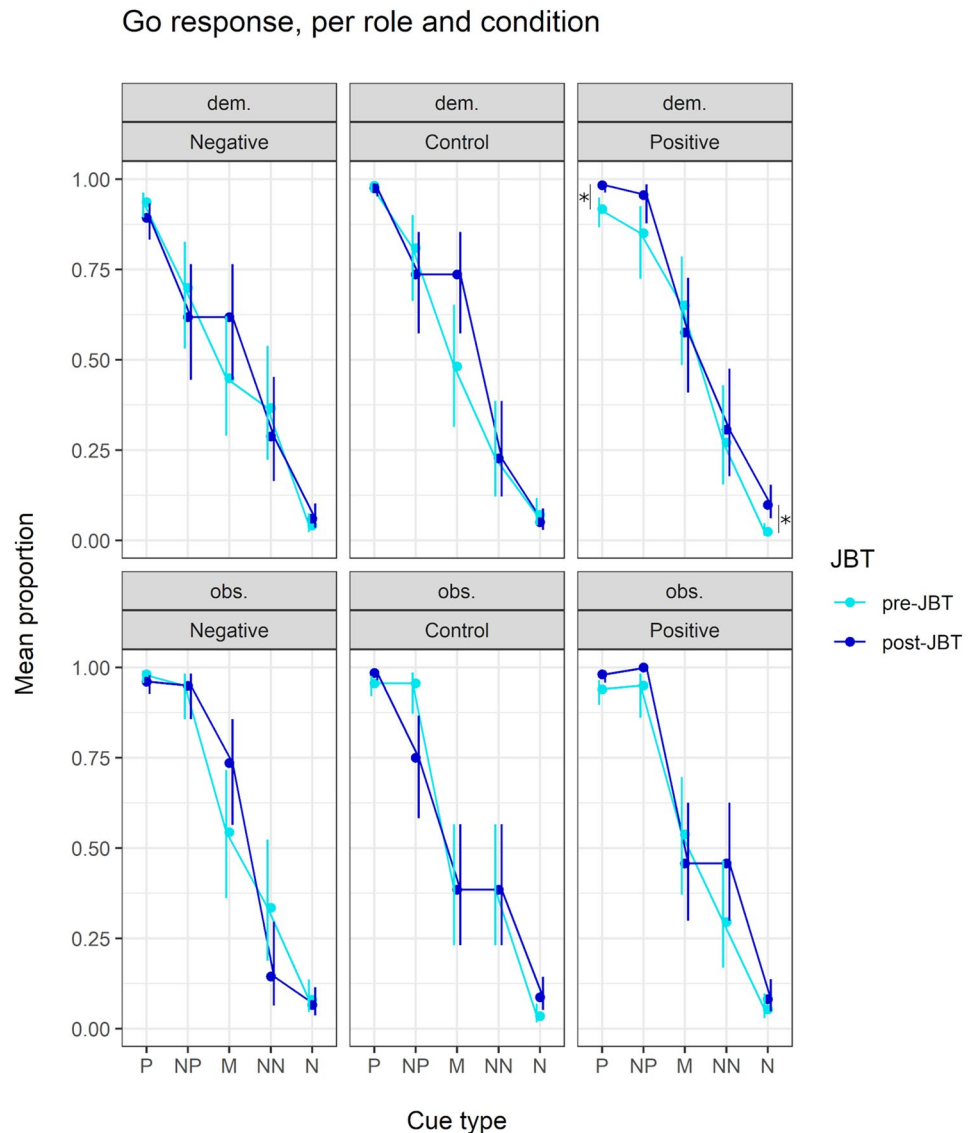 Go response, per role and condition
dem. dem. dem.
Negative Control Positive
1.00
0.75
0.50
0.25
0.00
*
*
obs. obs. obs.
Negative Control Positive
1.00
0.75
0.50
0.25
0.00
P NP M NN N P NP M NN N P NP M NN N
Cue type
Mean proportion
JBT
pre-JBT
post-JBT